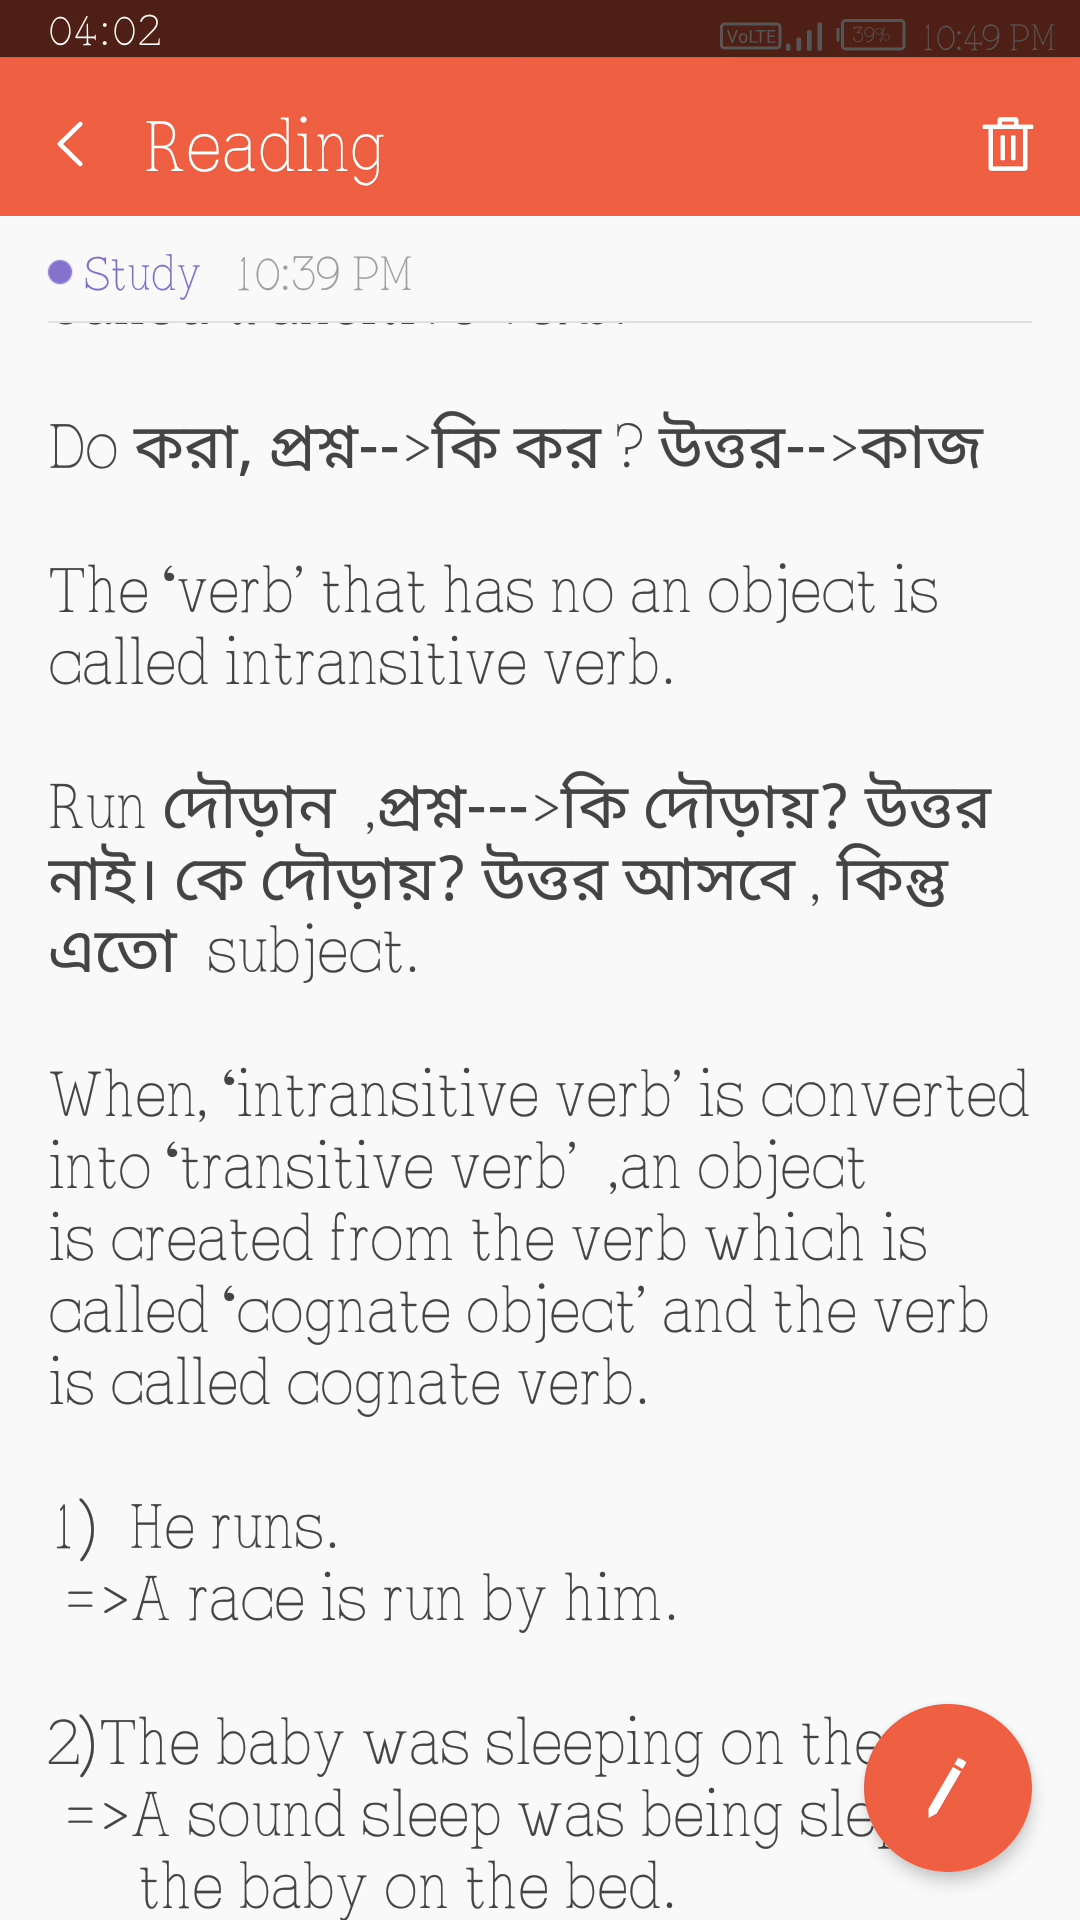 04:02 VoLTE 39% 10:49 PM
Reading
Study 10:39 PM
Do করা, প্রশ্ন-->কি কর ? উত্তর-->কাজ
The ‘verb’ that has no an object is
called intransitive verb.
Run দৌড়ান ,প্রশ্ন--->কি দৌড়ায়? উত্তর
নাই। কে দৌড়ায়? উত্তর আসবে , কিন্তু
এতো subject.
When, ‘intransitive verb’ is converted
into ‘transitive verb’ ,an object
is created from the verb which is
called ‘cognate object’ and the verb
is called cognate verb.
1) He runs.
=>A race is run by him.
2)The baby was sleeping on the
=>A sound sleep was being
the baby on the bed.